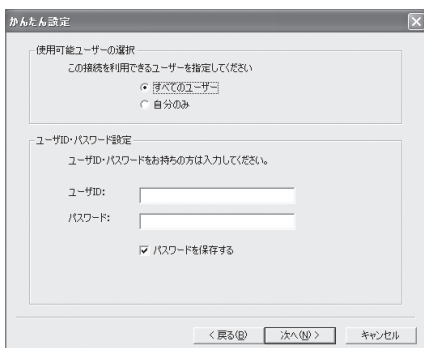 かんたん設定
使用可能ユーザーの選択
この接続を利用できるユーザーを指定してください
すべてのユーザー
自分のみ
ユーザID・パスワード設定
ユーザID・パスワードをお持ちの方は入力してください。
ユーザID:
パスワード:
パスワードを保存する
< 戻る(B) 次へ(N) > キャンセル